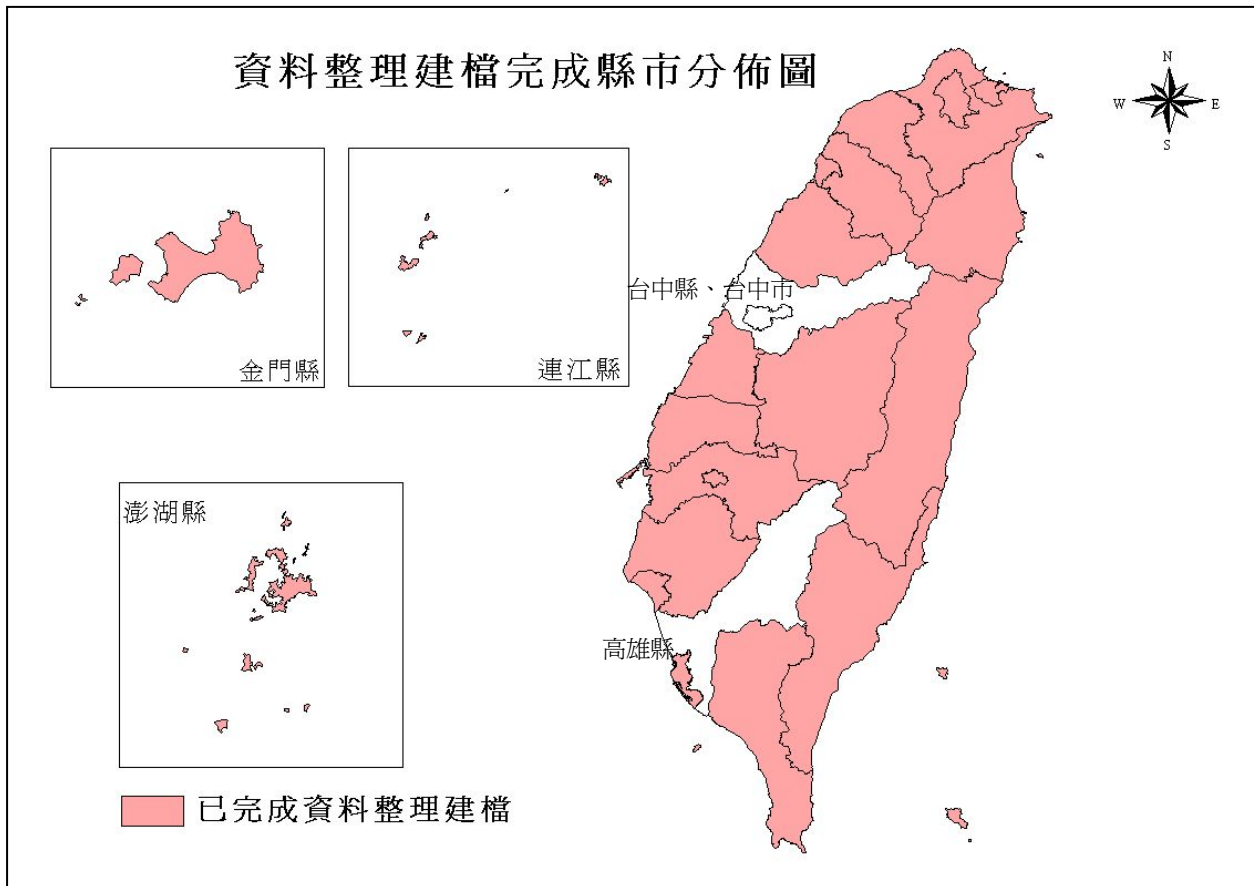 資料整理建檔完成縣市分佈圖
N
W
E
S
台中縣、台中市
金門縣
連江縣
澎湖縣
高雄縣
已完成資料整理建檔